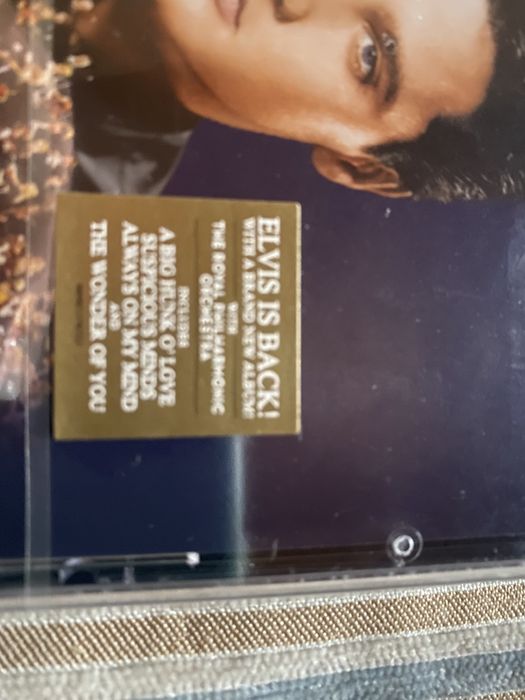 ELVIS IS BACK!
WITH A BRAND NEW ALBUM!
WITH
THE ROYAL PHILHARMONIC
ORCHESTRA
INCLUDES
A BIG HUNK O' LOVE
SUSPICIOUS MINDS
ALWAYS ON MY MIND
AND
THE WONDER OF YOU